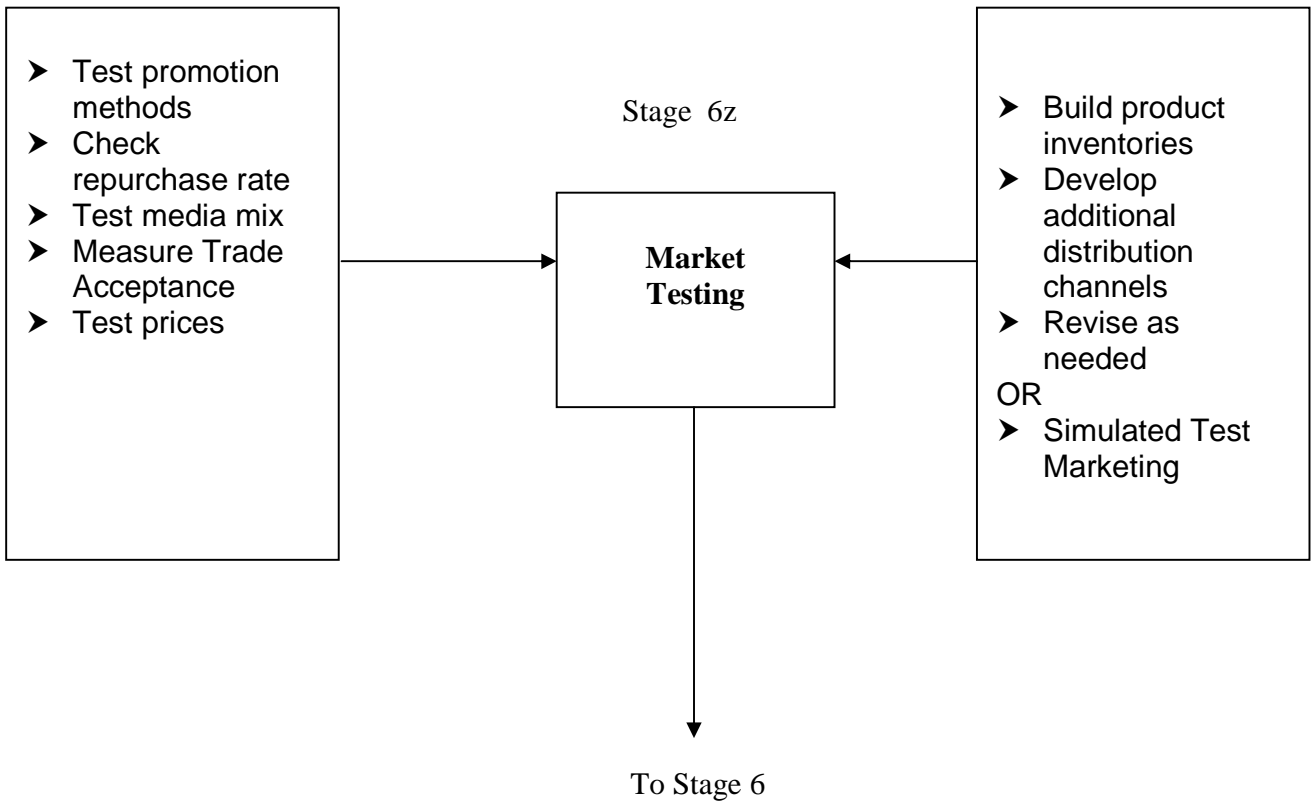 ➤ Test promotion
methods
➤ Check
repurchase rate
➤ Test media mix
➤ Measure Trade
Acceptance
➤ Test prices
Stage 6z
Market
Testing
➤ Build product
inventories
➤ Develop
additional
distribution
channels
➤ Revise as
needed
OR
➤ Simulated Test
Marketing
To Stage 6